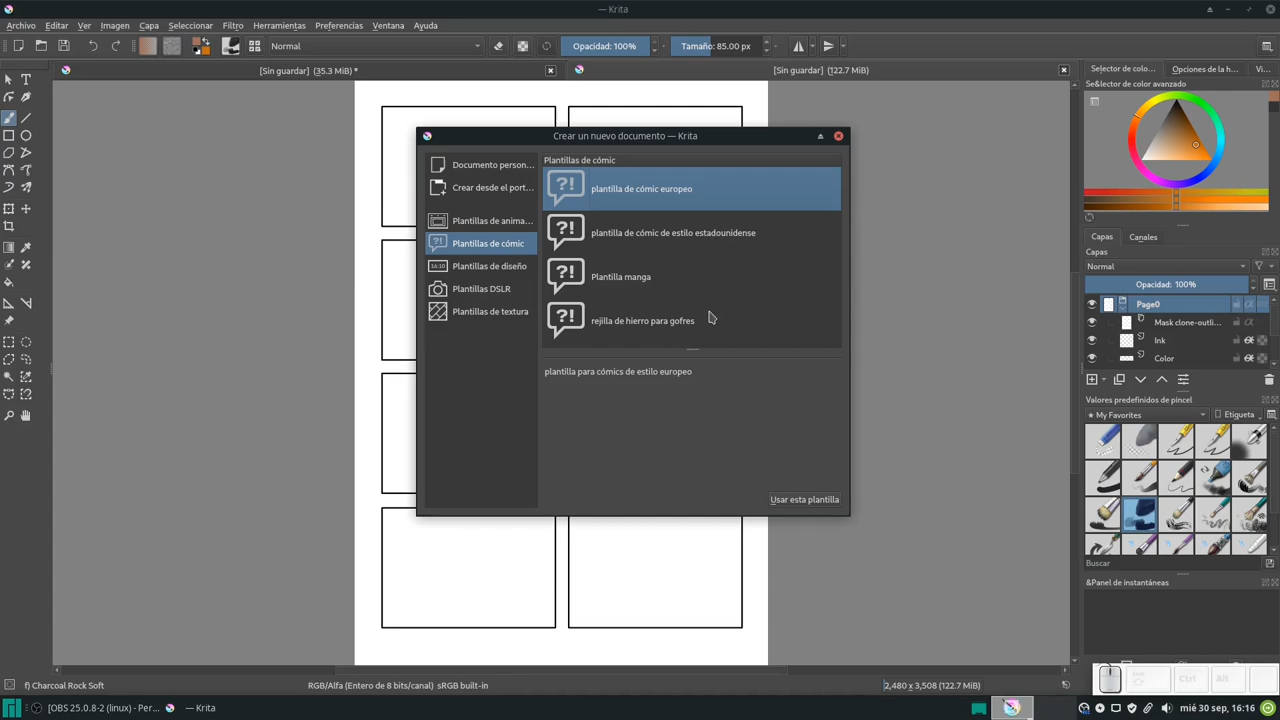 — Krita
Archivo Editar Ver Imagen Capa Seleccionar Filtro Herramientas Preferencias Ventana Ayuda
Normal Opacidad: 100% Tamaño: 85.00 px
[Sin guardar] (35.3 MiB) * [Sin guardar] (122.7 MiB)
Selector de colo... Opciones de la h... Vi...
Se&lector de color avanzado
Crear un nuevo documento — Krita
Documento person...
Crear desde el port...
Plantillas de anima...
Plantillas de cómic
16:10 Plantillas de diseño
Plantillas DSLR
Plantillas de textura
Plantillas de cómic
?! plantilla de cómic europeo
?! plantilla de cómic de estilo estadounidense
?! Plantilla manga
?! rejilla de hierro para gofres
plantilla para cómics de estilo europeo
Usar esta plantilla
Capas Canales
Capas
Normal
Opacidad: 100%
Page0
Mask clone-outli...
Ink
Color
Valores predefinidos de pincel
★ My Favorites Etiqueta
Buscar
&Panel de instantáneas
f) Charcoal Rock Soft RGB/Alfa (Entero de 8 bits/canal) sRGB built-in 2,480 x 3,508 (122.7 MiB)
Ctrl Alt
[OBS 25.0.8-2 (linux) - Per... — Krita mié 30 sep, 16:16